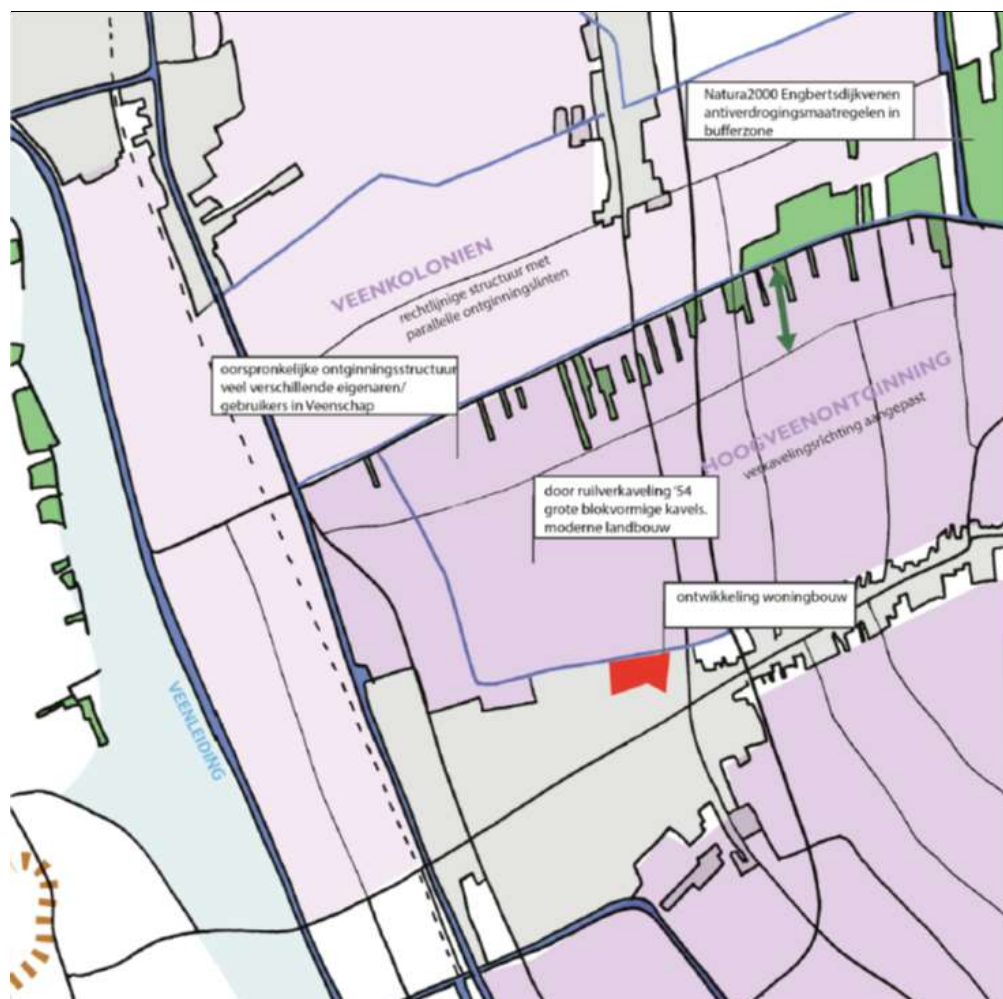 Natura2000 Engbertsdijkvenen
antiverdrogingsmaatregelen in
bufferzone
VEENKOLONIEN
rechtlijnige structuur met
parallelle ontginningslinten
oorspronkelijke ontginningsstructuur
veel verschillende eigenaren/
gebruikers in Veenschap
HOOGVEENONTGINNING
verkavelingsrichting aangepast
door ruilverkaveling '54
grote blokvormige kavels.
moderne landbouw
ontwikkeling woningbouw
VEENLEIDING